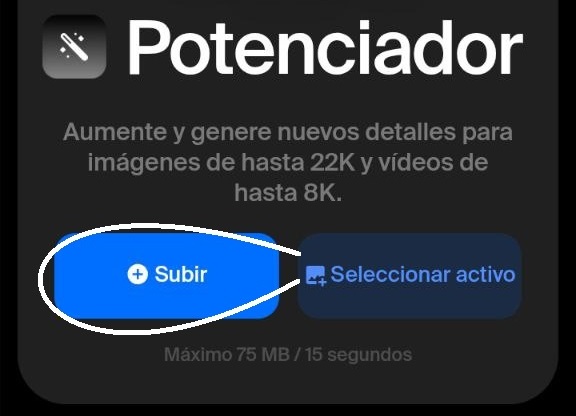 Potenciador
Aumente y genere nuevos detalles para
imágenes de hasta 22K y vídeos de
hasta 8K.
Subir
Seleccionar activo
Máximo 75 MB / 15 segundos